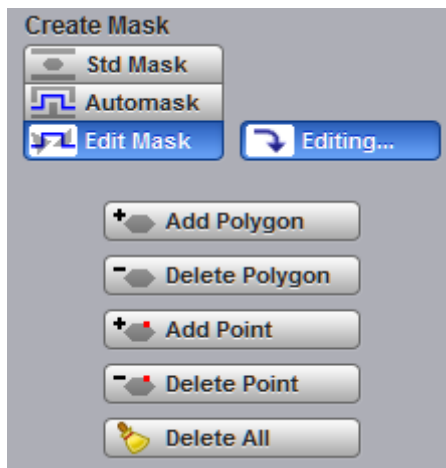 Create Mask
Std Mask
Automask
Edit Mask
Editing...
Add Polygon
Delete Polygon
Add Point
Delete Point
Delete All